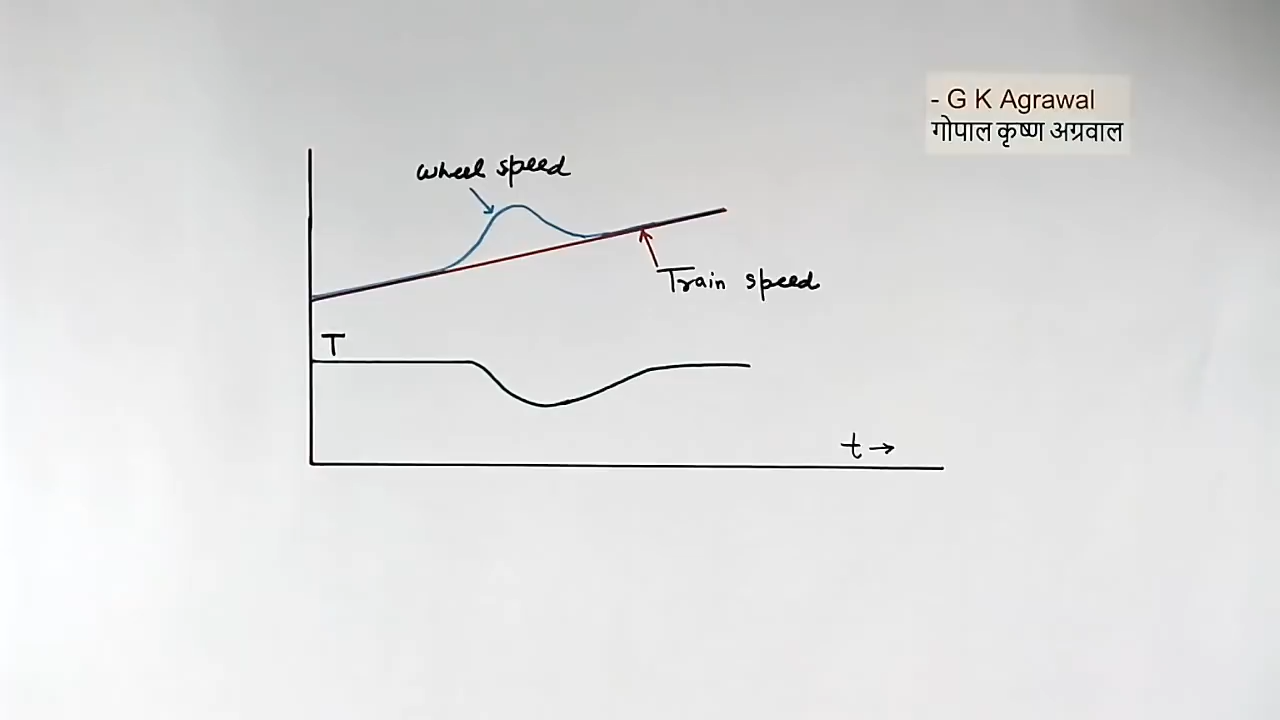 - G K Agrawal
गोपाल कृष्ण अग्रवाल
wheel speed
Train speed
T
t →